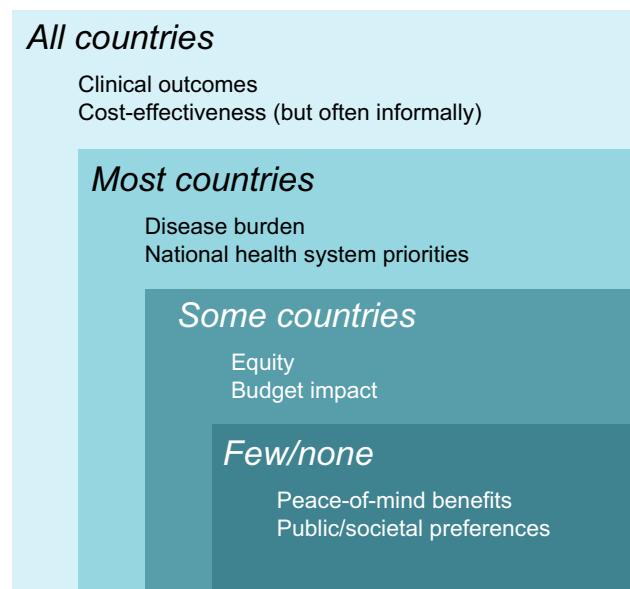 All countries
Clinical outcomes
Cost-effectiveness (but often informally)
Most countries
Disease burden
National health system priorities
Some countries
Equity
Budget impact
Few/none
Peace-of-mind benefits
Public/societal preferences